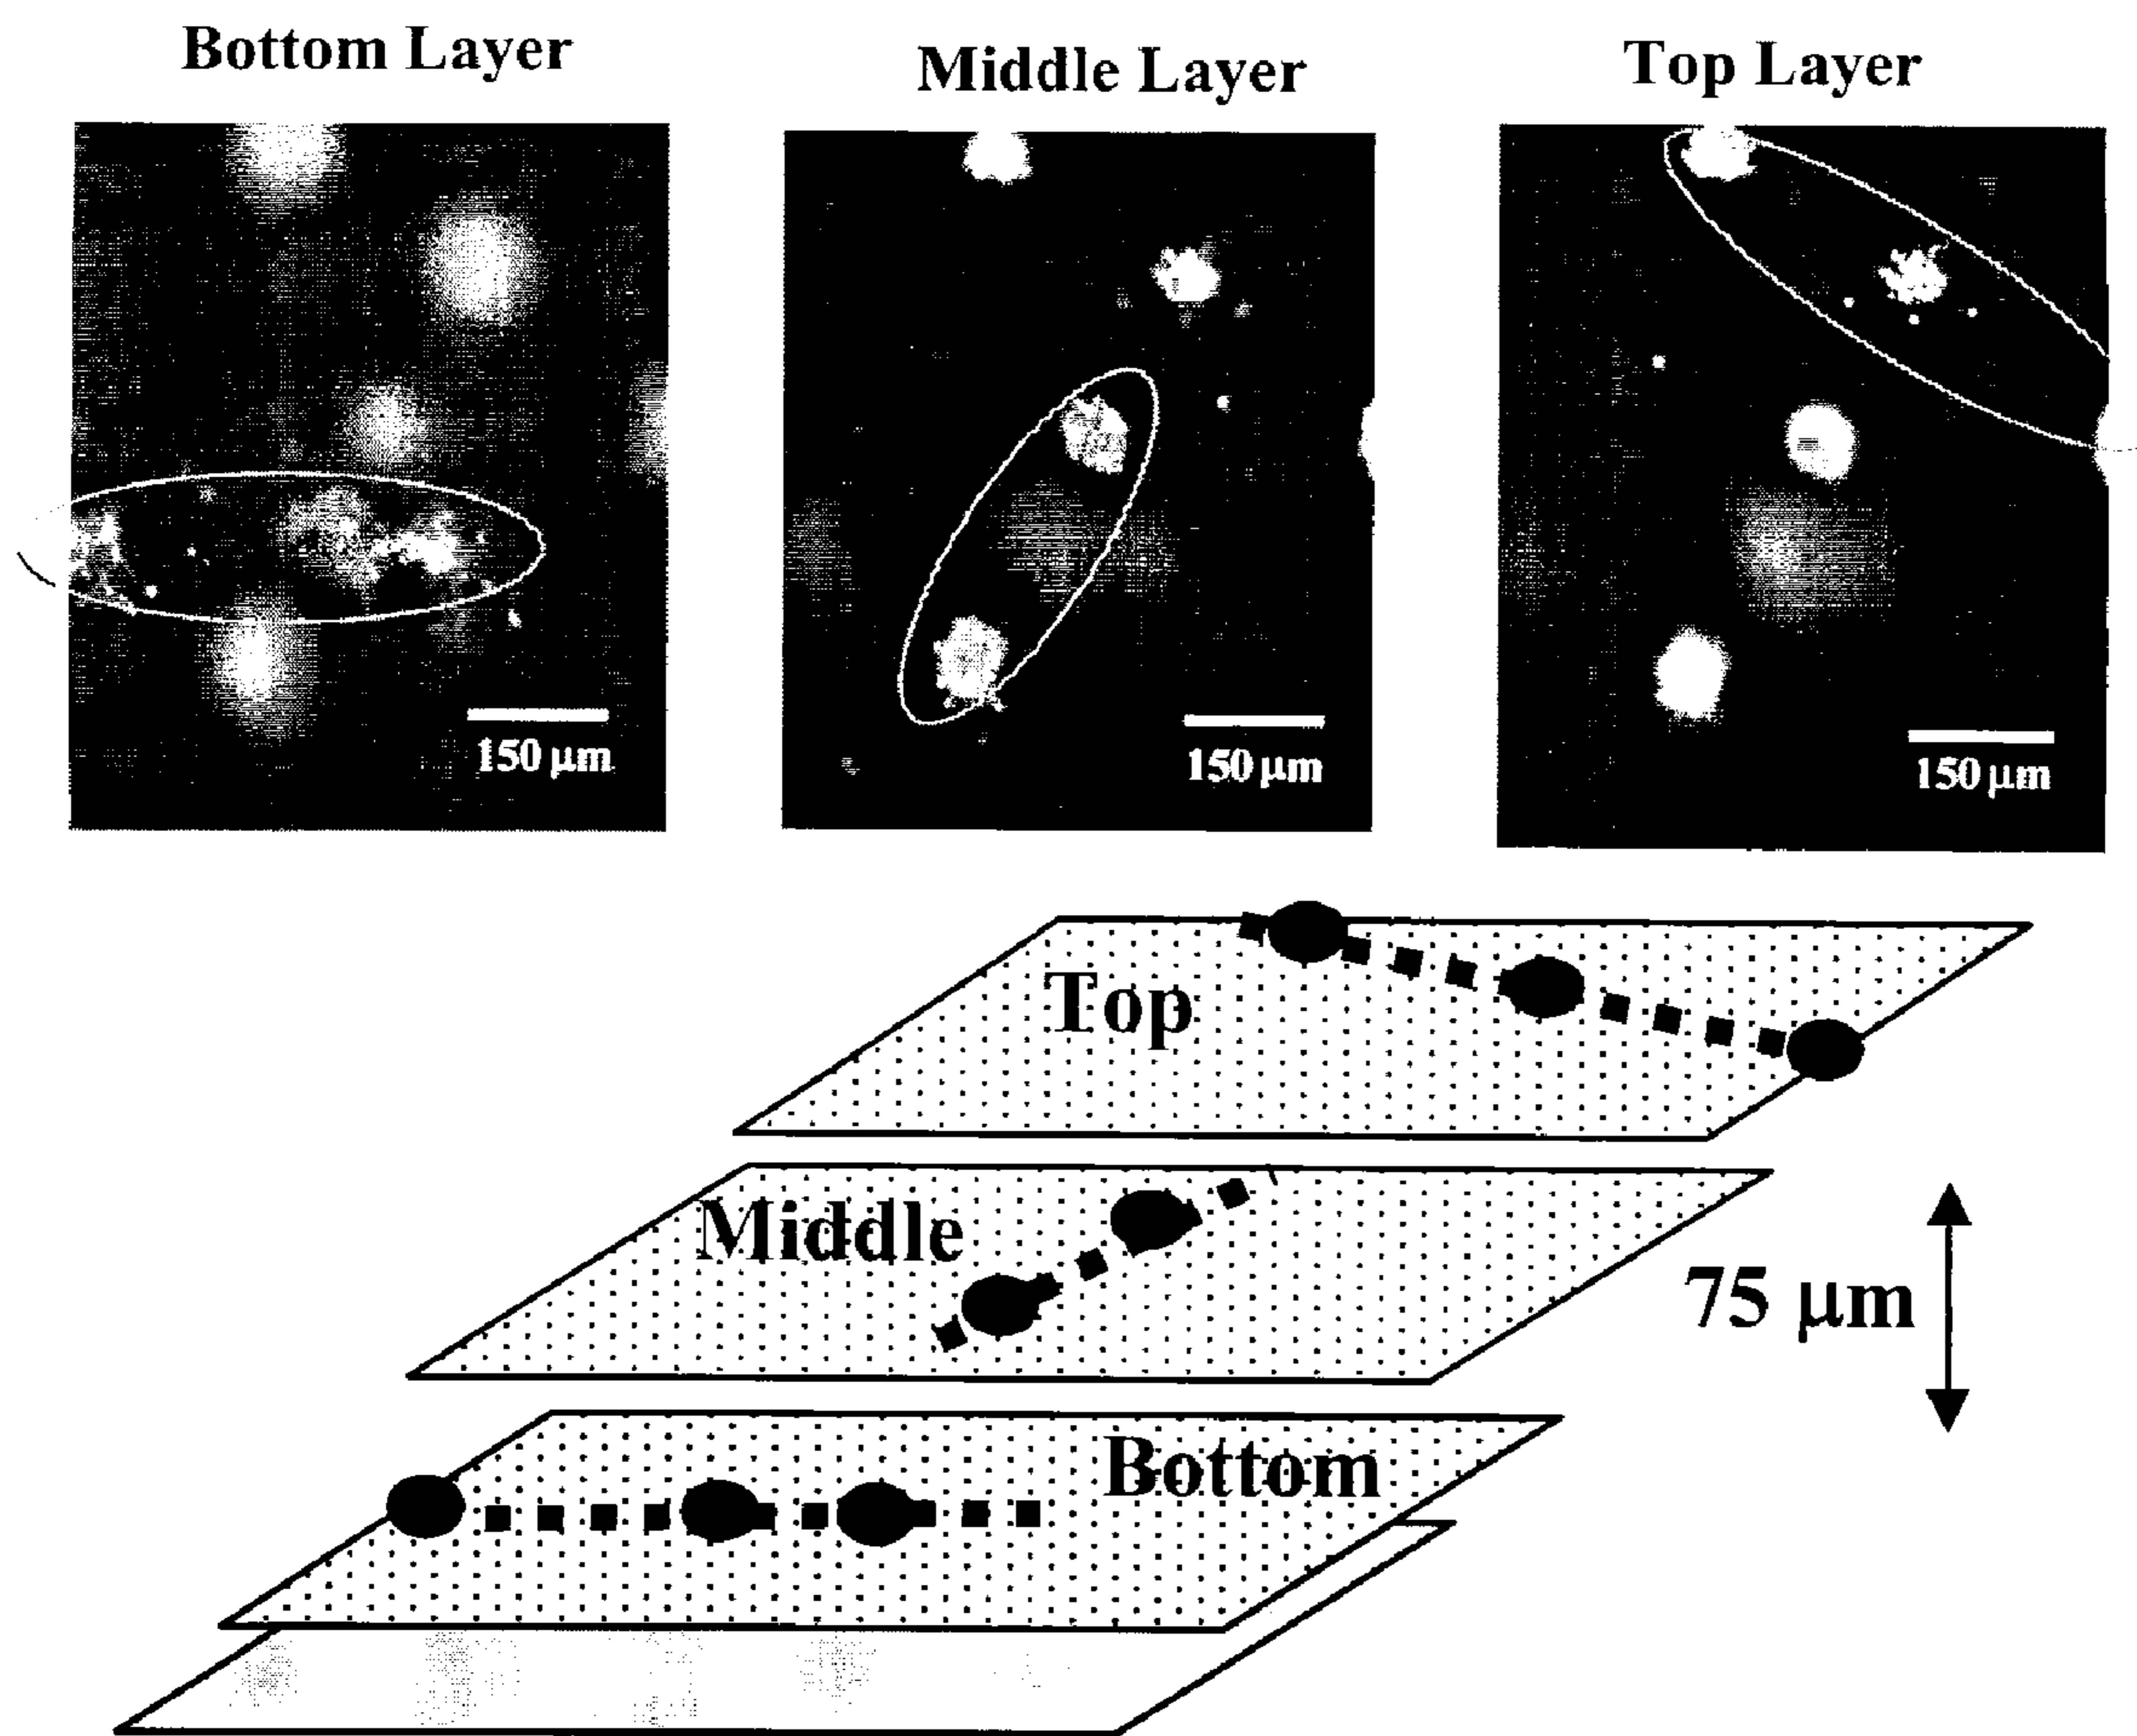 Bottom Layer
Middle Layer
Top Layer
150 µm
150 µm
150 µm
Top
Middle
75 µm
Bottom